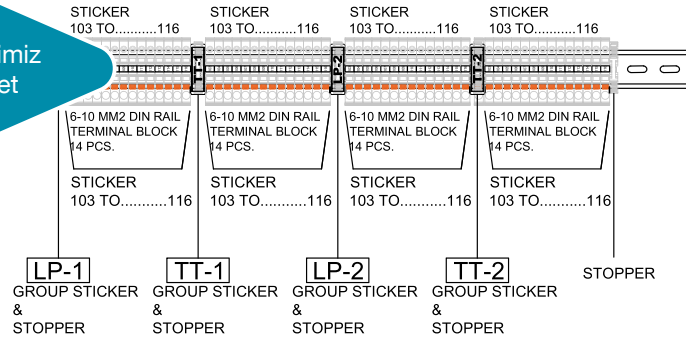 STICKER
103 TO..........116
STICKER
103 TO..........116
STICKER
103 TO..........116
STICKER
103 TO..........116
imiz
et
TT-1
LP-2
TT-2
6-10 MM2 DIN RAIL
TERMINAL BLOCK
14 PCS.
6-10 MM2 DIN RAIL
TERMINAL BLOCK
14 PCS.
6-10 MM2 DIN RAIL
TERMINAL BLOCK
14 PCS.
6-10 MM2 DIN RAIL
TERMINAL BLOCK
14 PCS.
STICKER
103 TO...........116
STICKER
103 TO...........116
STICKER
103 TO...........116
STICKER
103 TO...........116
LP-1
GROUP STICKER
&
STOPPER
TT-1
GROUP STICKER
&
STOPPER
LP-2
GROUP STICKER
&
STOPPER
TT-2
GROUP STICKER
&
STOPPER
STOPPER